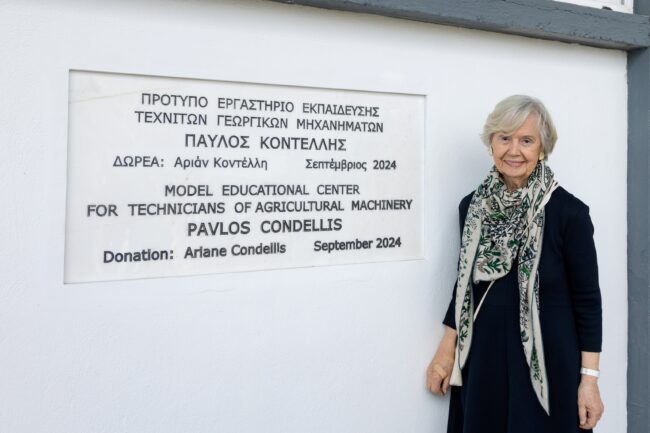 ΠΡΟΤΥΠΟ ΕΡΓΑΣΤΗΡΙΟ ΕΚΠΑΙΔΕΥΣΗΣ
ΤΕΧΝΙΤΩΝ ΓΕΩΡΓΙΚΩΝ ΜΗΧΑΝΗΜΑΤΩΝ
ΠΑΥΛΟΣ ΚΟΝΤΕΛΛΗΣ
ΔΩΡΕΑ: Αριάν Κοντέλλη Σεπτέμβριος 2024
MODEL EDUCATIONAL CENTER
FOR TECHNICIANS OF AGRICULTURAL MACHINERY
PAVLOS CONDELLIS
Donation: Ariane Condellis September 2024